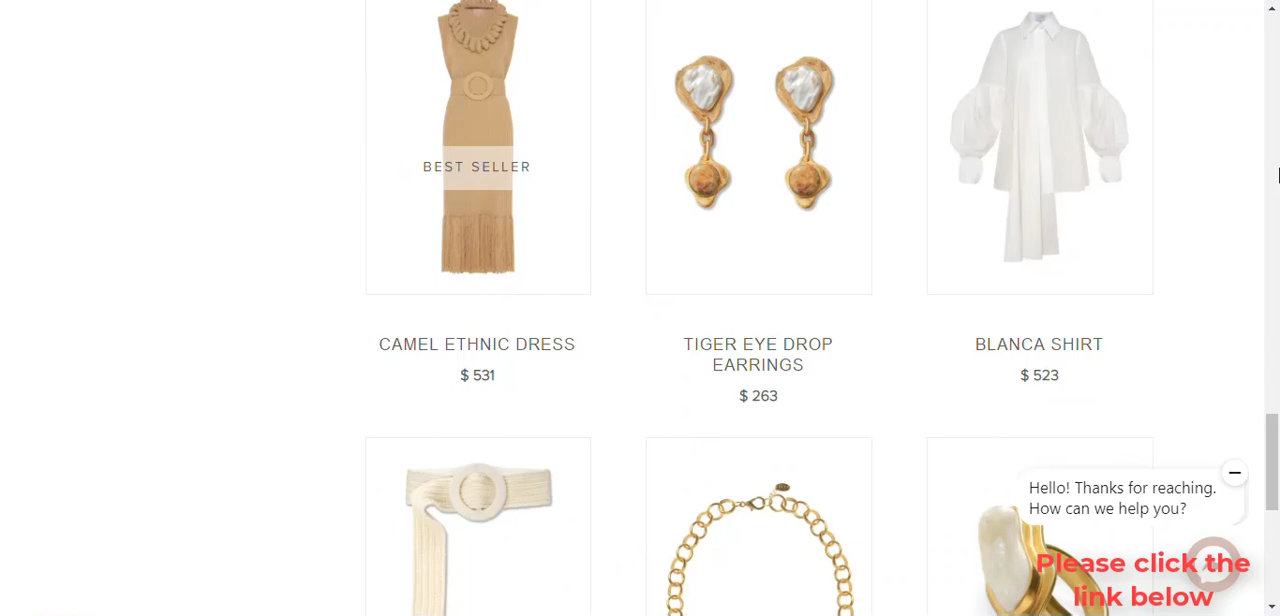 BEST SELLER
CAMEL ETHNIC DRESS
$ 531
TIGER EYE DROP
EARRINGS
$ 263
BLANCA SHIRT
$ 523
Hello! Thanks for reaching.
How can we help you?
Please click the
link below